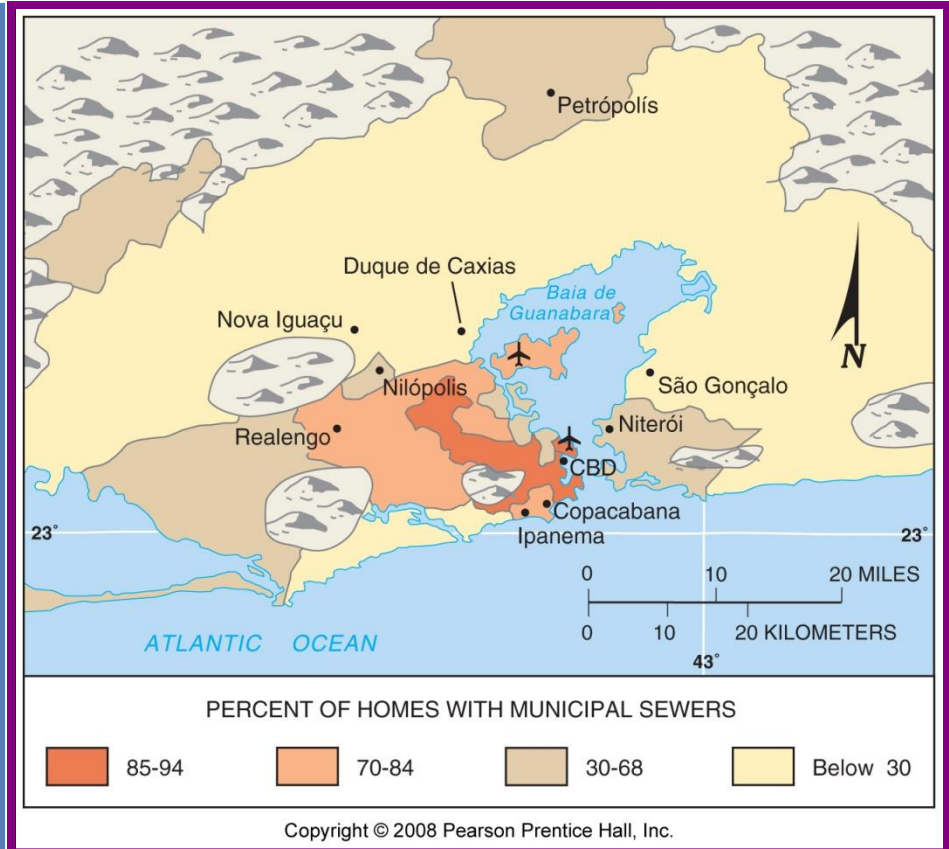 Petrópolís
Duque de Caxias
Baia de
Guanabara
Nova Iguaçu
N
Nilópolis
São Gonçalo
Realengo
Niterói
CBD
Copacabana
Ipanema
23°
23°
0 10 20 MILES
0 10 20 KILOMETERS
ATLANTIC OCEAN
43°
PERCENT OF HOMES WITH MUNICIPAL SEWERS
85-94 70-84 30-68 Below 30
Copyright © 2008 Pearson Prentice Hall, Inc.